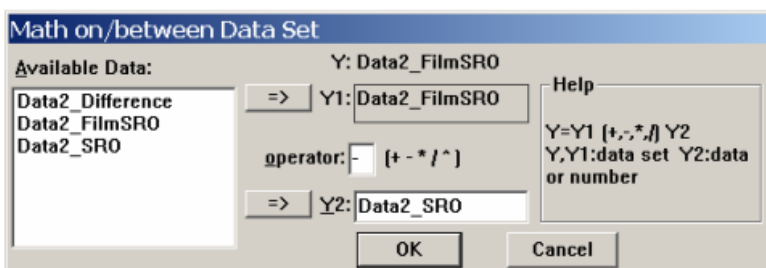 Math on/between Data Set
Available Data:
Data2_Difference
Data2_FilmSRO
Data2_SRO
Y: Data2_FilmSRO
=> Y1: Data2_FilmSRO
operator: - (+ - * / ^)
=> Y2: Data2_SRO
Help
Y=Y1 (+,-,*,/) Y2
Y,Y1:data set Y2:data
or number
OK Cancel